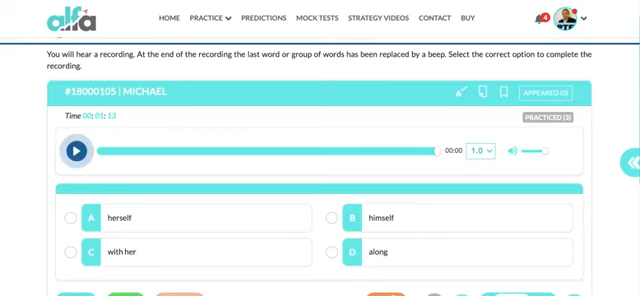 alfa
HOME PRACTICE PREDICTIONS MOCK TESTS STRATEGY VIDEOS CONTACT BUY
4
You will hear a recording. At the end of the recording the last word or group of words has been replaced by a beep. Select the correct option to complete the
recording.
#18000105 | MICHAEL
APPEARED (0)
Time 00: 01: 13
PRACTICED (3)
00:00 1.0
A herself
B himself
C with her
D along